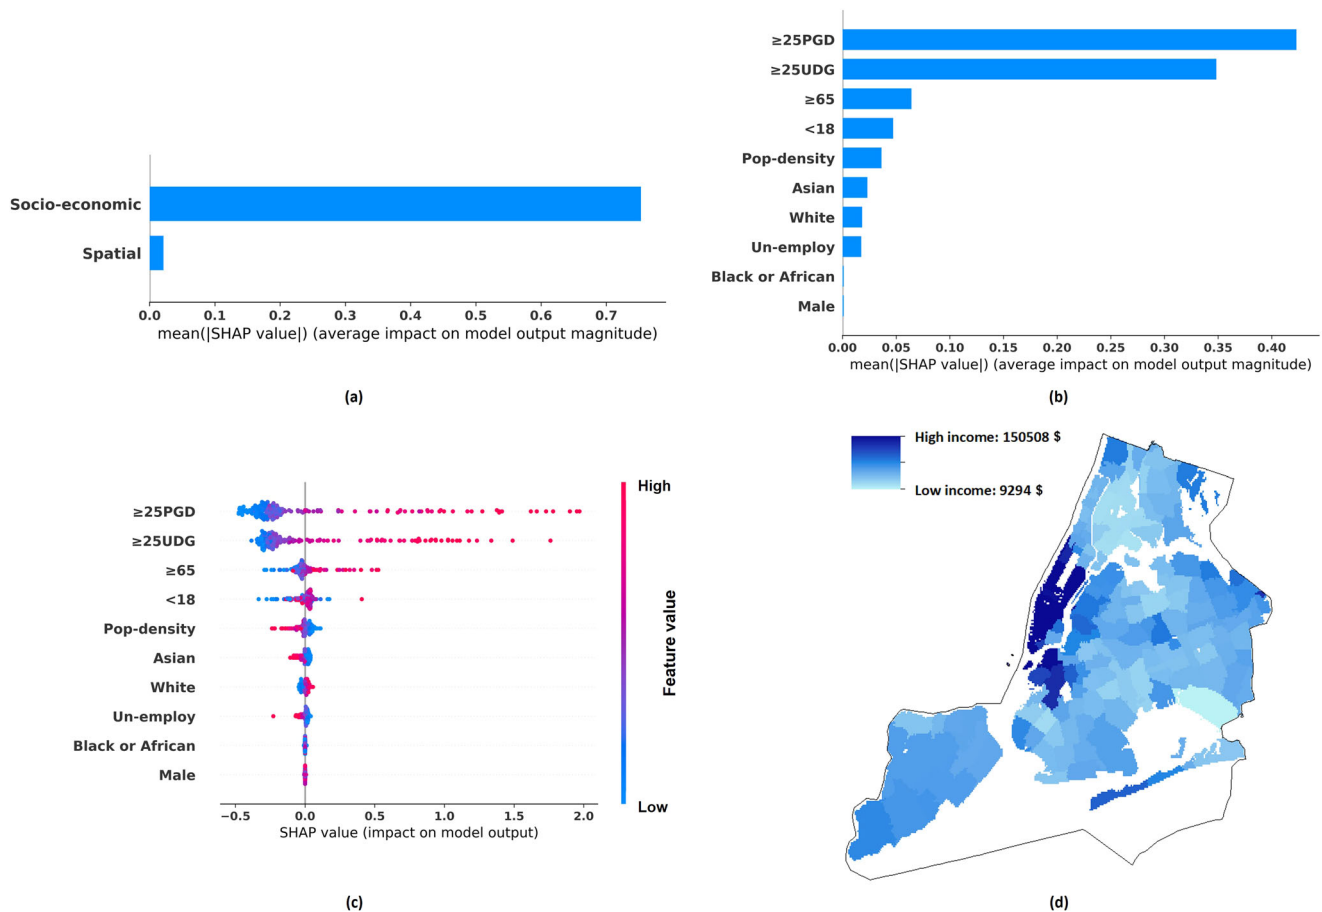 Socio-economic
Spatial
0.0 0.1 0.2 0.3 0.4 0.5 0.6 0.7
mean(|SHAP value|) (average impact on model output magnitude)
(a)
≥25PGD
≥25UDG
≥65
<18
Pop-density
Asian
White
Un-employ
Black or African
Male
0.00 0.05 0.10 0.15 0.20 0.25 0.30 0.35 0.40
mean(|SHAP value|) (average impact on model output magnitude)
(b)
≥25PGD
≥25UDG
≥65
<18
Pop-density
Asian
White
Un-employ
Black or African
Male
−0.5 0.0 0.5 1.0 1.5 2.0
SHAP value (impact on model output)
High
Feature value
Low
(c)
High income: 150508 $
Low income: 9294 $
(d)